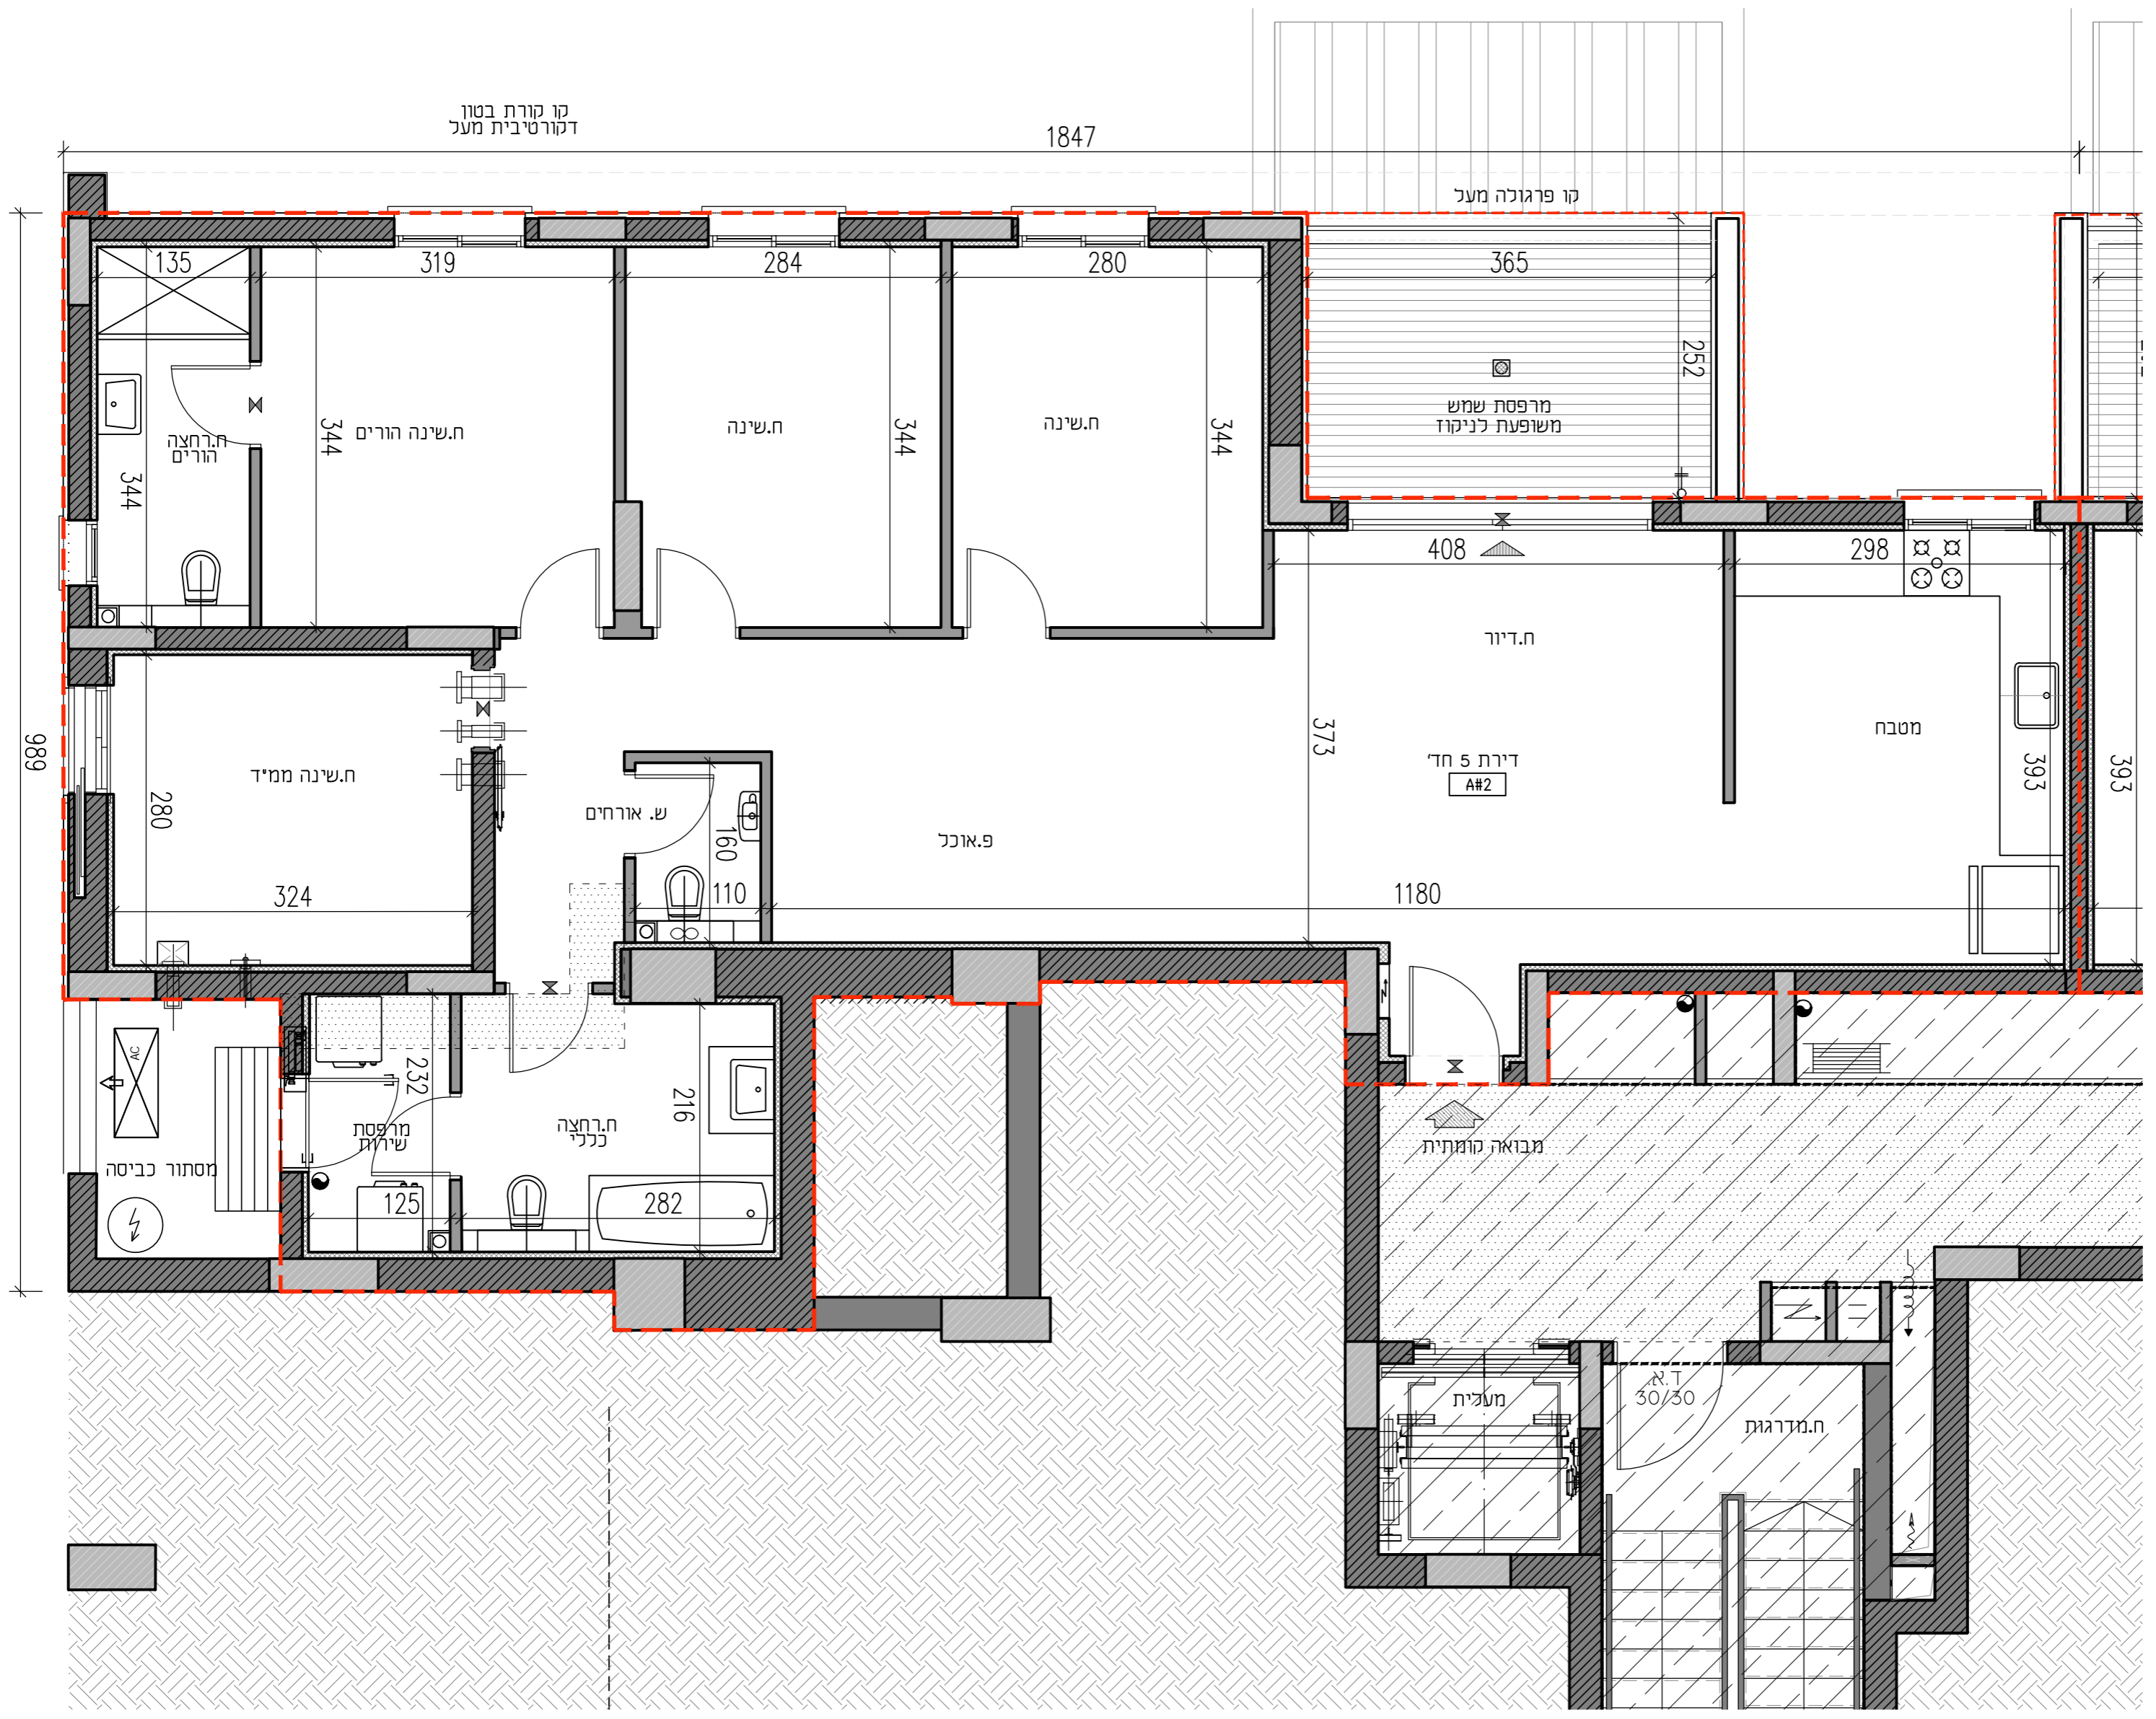 קו קורת בטון
דקורטיבית מעל
1847
קו פרגולה מעל
135
319
284
280
365
252
ח.רחצה
הורים
344
ח.שינה הורים
344
ח.שינה
344
ח.שינה
344
מרפסת שמש
משופעת לניקוז
408
298
989
ח.שינה ממ"ד
280
324
ש. אורחים
160
110
פ.אוכל
ח.דיור
373
דירת 5 חד'
A#2
מטבח
393
393
1180
AC
מסתור כביסה
מרפסת
שירות
232
125
ח.רחצה
כללי
216
282
מבואה קומתית
מעלית
ד.א.
30/30
ח.מדרגות